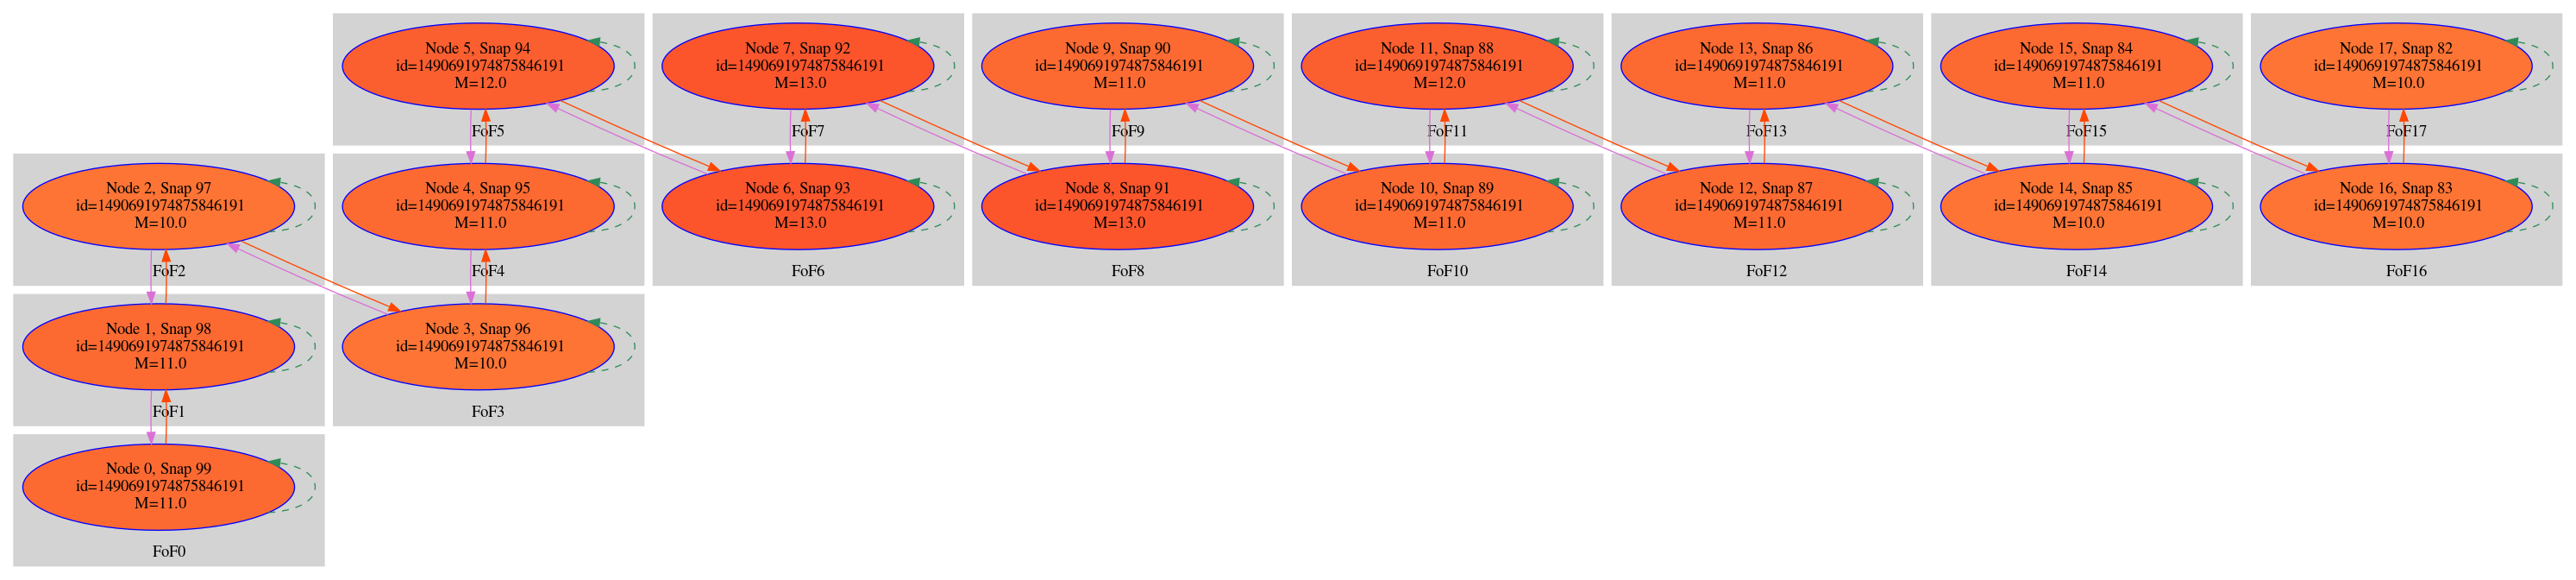 Node 5, Snap 94
id=1490691974875846191
M=12.0
FoF5
Node 7, Snap 92
id=1490691974875846191
M=13.0
FoF7
Node 9, Snap 90
id=1490691974875846191
M=11.0
FoF9
Node 11, Snap 88
id=1490691974875846191
M=12.0
FoF11
Node 13, Snap 86
id=1490691974875846191
M=11.0
FoF13
Node 15, Snap 84
id=1490691974875846191
M=11.0
FoF15
Node 17, Snap 82
id=1490691974875846191
M=10.0
FoF17
Node 2, Snap 97
id=1490691974875846191
M=10.0
FoF2
Node 4, Snap 95
id=1490691974875846191
M=11.0
FoF4
Node 6, Snap 93
id=1490691974875846191
M=13.0
FoF6
Node 8, Snap 91
id=1490691974875846191
M=13.0
FoF8
Node 10, Snap 89
id=1490691974875846191
M=11.0
FoF10
Node 12, Snap 87
id=1490691974875846191
M=11.0
FoF12
Node 14, Snap 85
id=1490691974875846191
M=10.0
FoF14
Node 16, Snap 83
id=1490691974875846191
M=10.0
FoF16
Node 1, Snap 98
id=1490691974875846191
M=11.0
FoF1
Node 3, Snap 96
id=1490691974875846191
M=10.0
FoF3
Node 0, Snap 99
id=1490691974875846191
M=11.0
FoF0